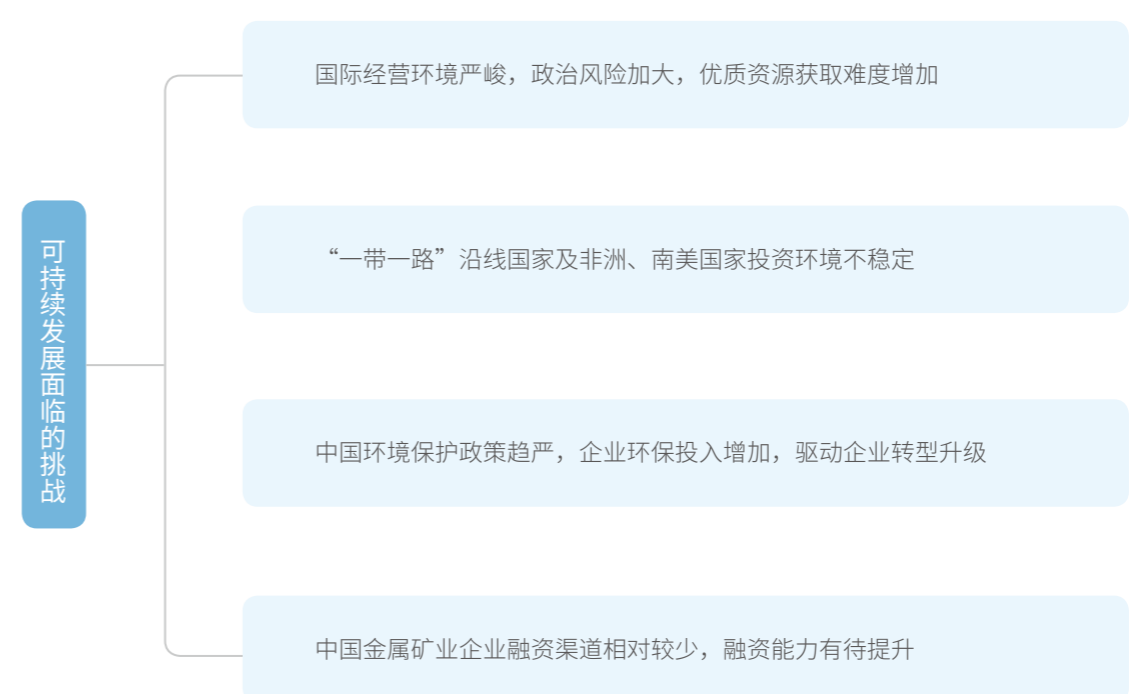 可持续发展面临的挑战
国际经营环境严峻，政治风险加大，优质资源获取难度增加
“一带一路”沿线国家及非洲、南美国家投资环境不稳定
中国环境保护政策趋严，企业环保投入增加，驱动企业转型升级
中国金属矿业企业融资渠道相对较少，融资能力有待提升